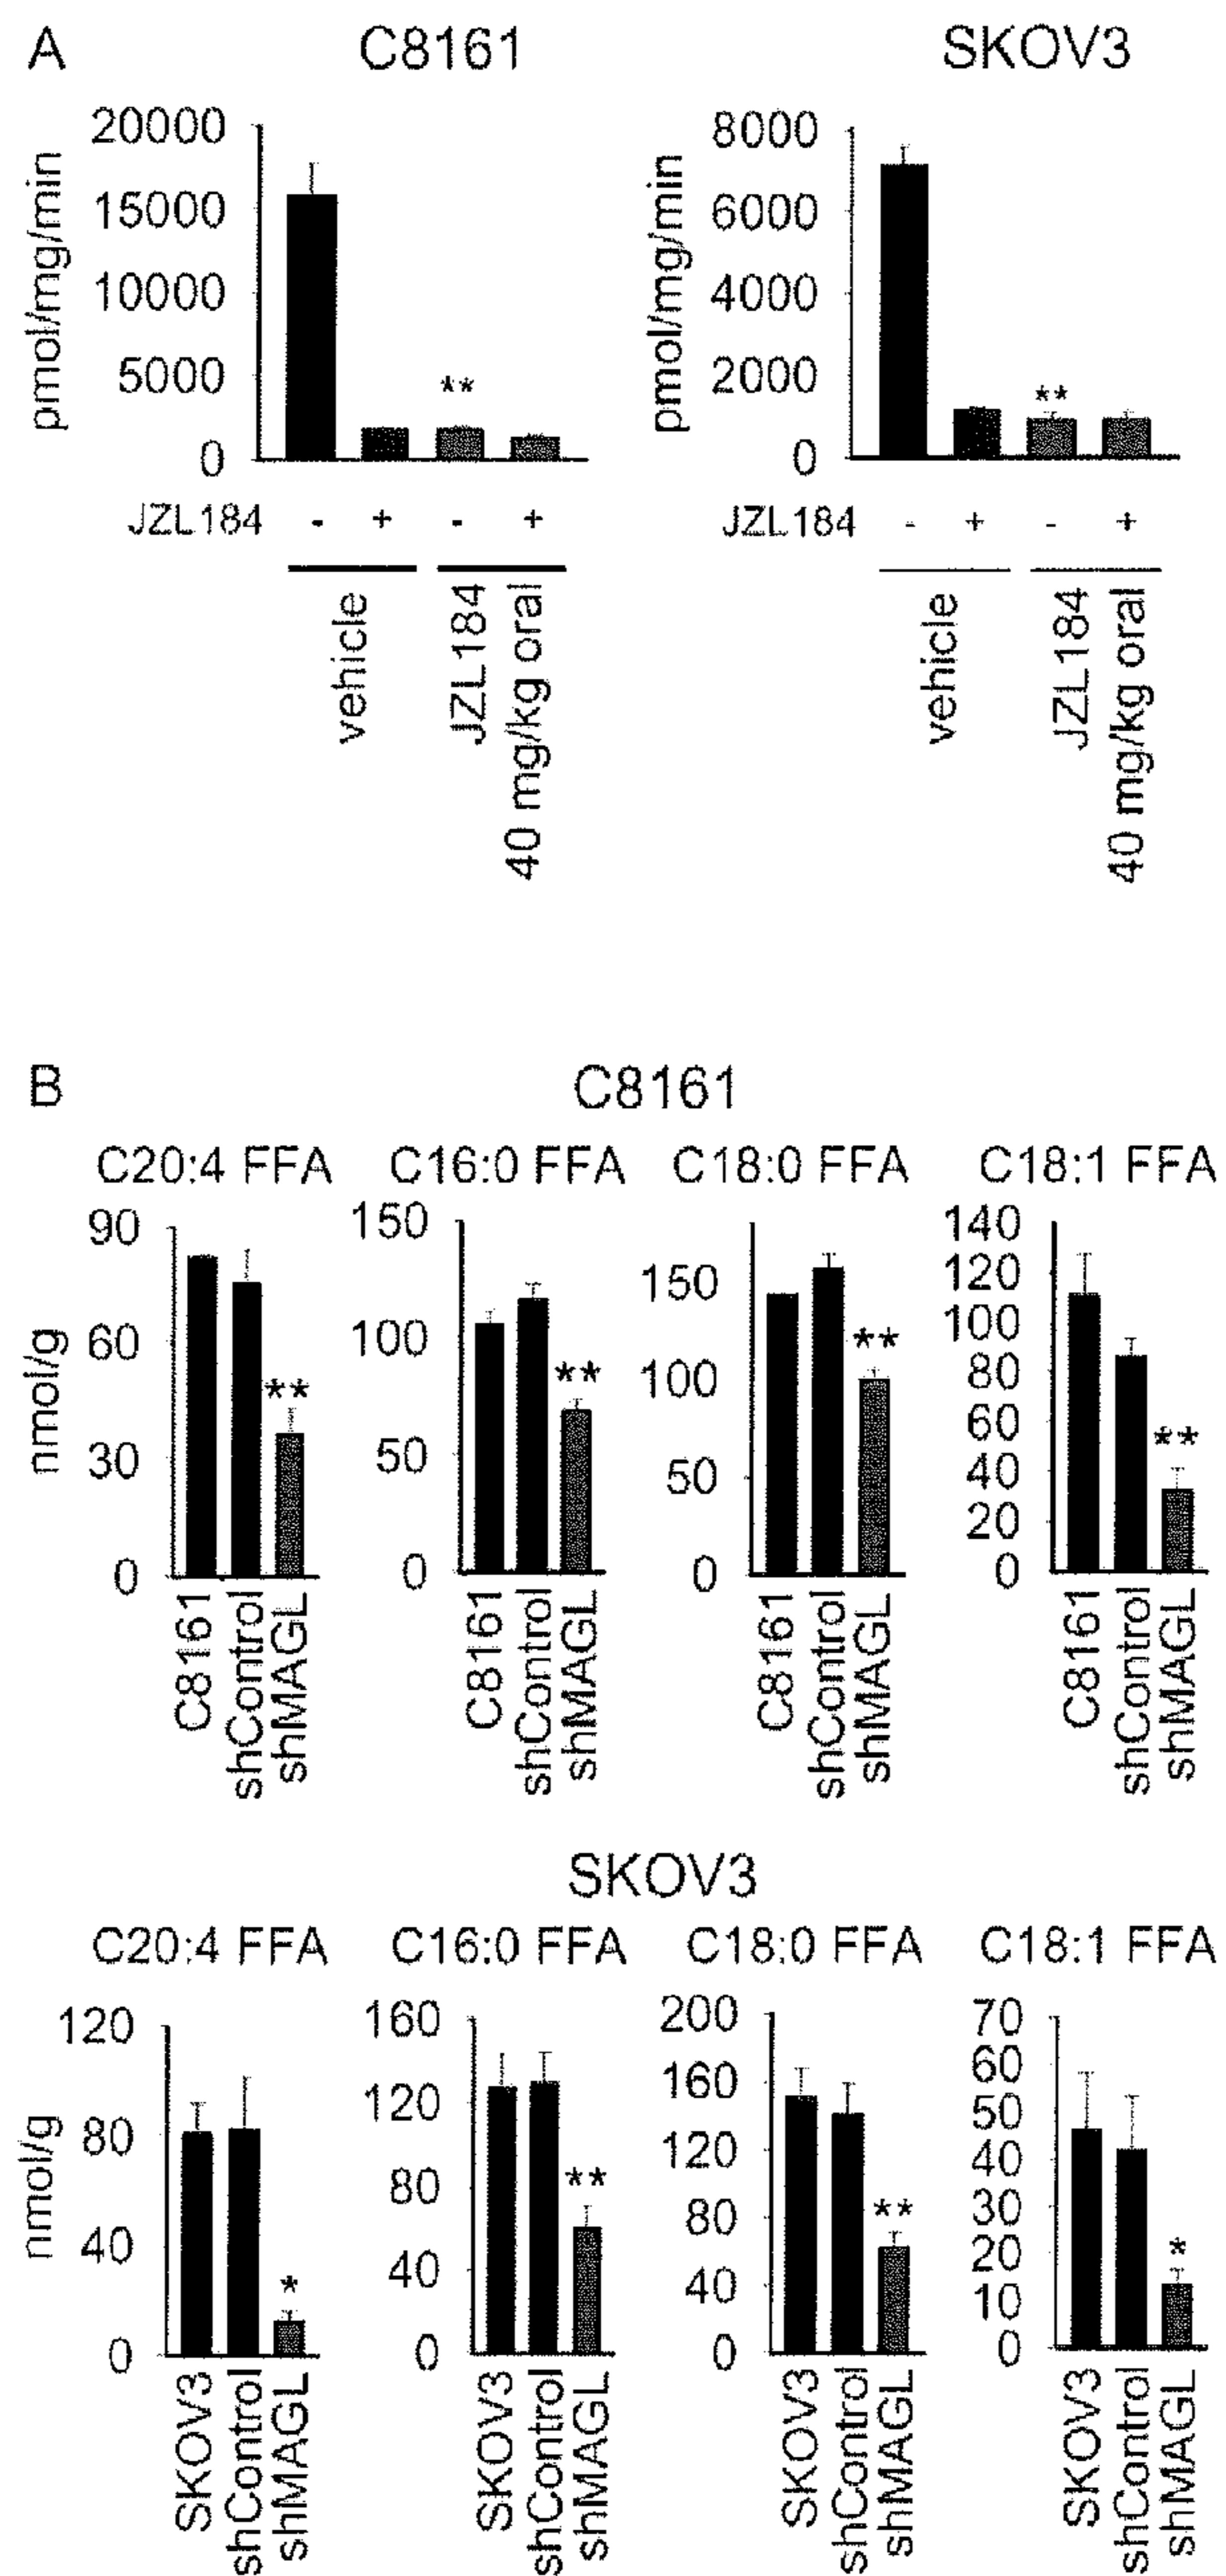 A
C8161
SKOV3
pmol/mg/min
20000
15000
10000
5000
0
**
JZL184 - + - +
vehicle
JZL184
40 mg/kg oral
pmol/mg/min
8000
6000
4000
2000
0
**
JZL184 - + - +
vehicle
JZL184
40 mg/kg oral
B
C8161
C20:4 FFA
C16:0 FFA
C18:0 FFA
C18:1 FFA
nmol/g
90
60
30
0
**
C8161
shControl
shMAGL
150
100
50
0
**
C8161
shControl
shMAGL
150
100
50
0
**
C8161
shControl
shMAGL
140
120
100
80
60
40
20
0
**
C8161
shControl
shMAGL
SKOV3
C20:4 FFA
C16:0 FFA
C18:0 FFA
C18:1 FFA
nmol/g
120
80
40
0
*
SKOV3
shControl
shMAGL
160
120
80
40
0
**
SKOV3
shControl
shMAGL
200
160
120
80
40
0
**
SKOV3
shControl
shMAGL
70
60
50
40
30
20
10
0
*
SKOV3
shControl
shMAGL